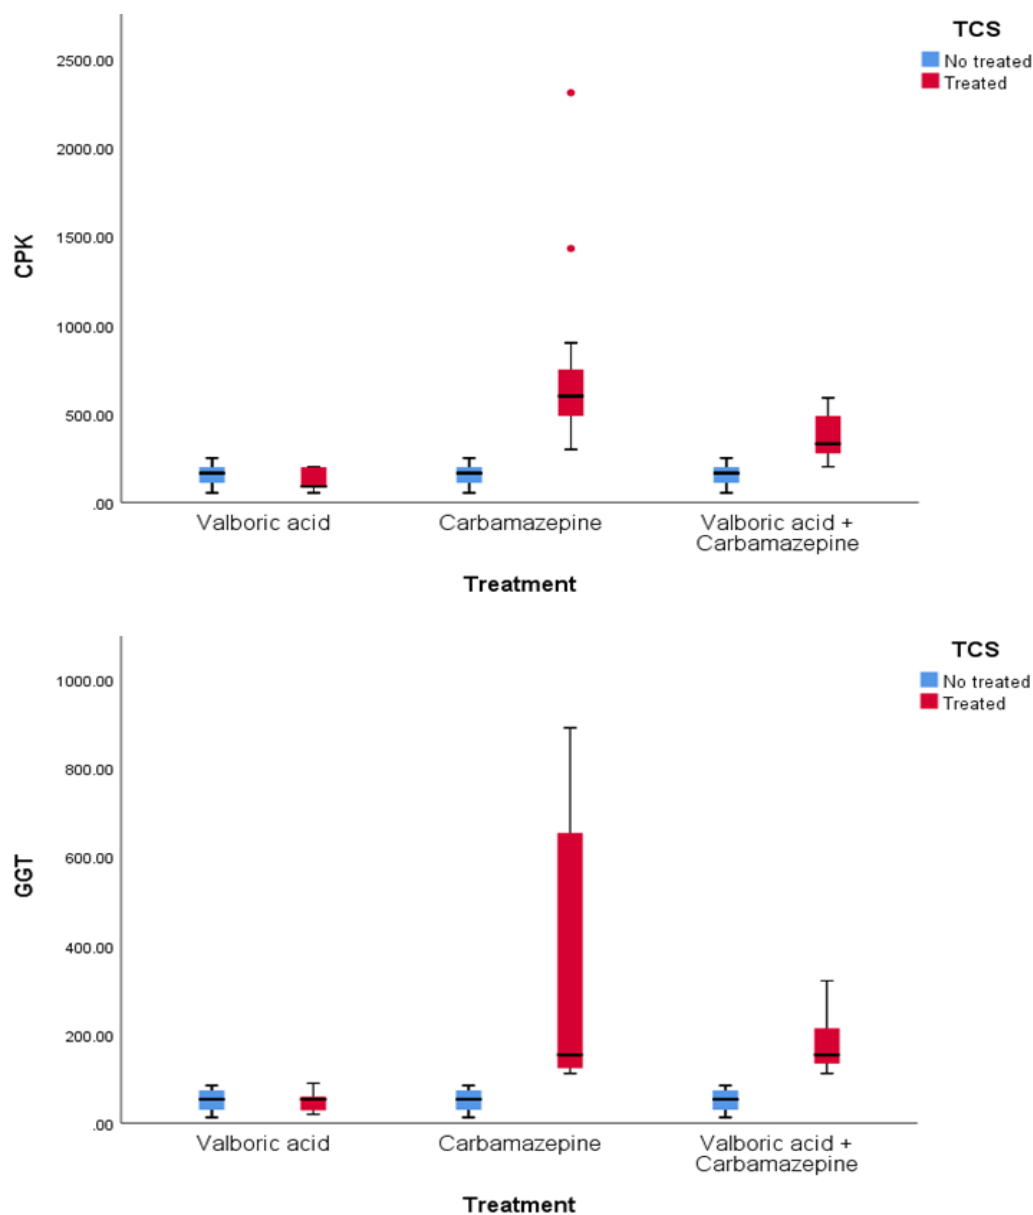 TCS
No treated
Treated
2500.00
2000.00
1500.00
1000.00
500.00
.00
CPK
Valboric acid
Carbamazepine
Valboric acid +
Carbamazepine
Treatment
TCS
No treated
Treated
1000.00
800.00
600.00
400.00
200.00
.00
GGT
Valboric acid
Carbamazepine
Valboric acid +
Carbamazepine
Treatment